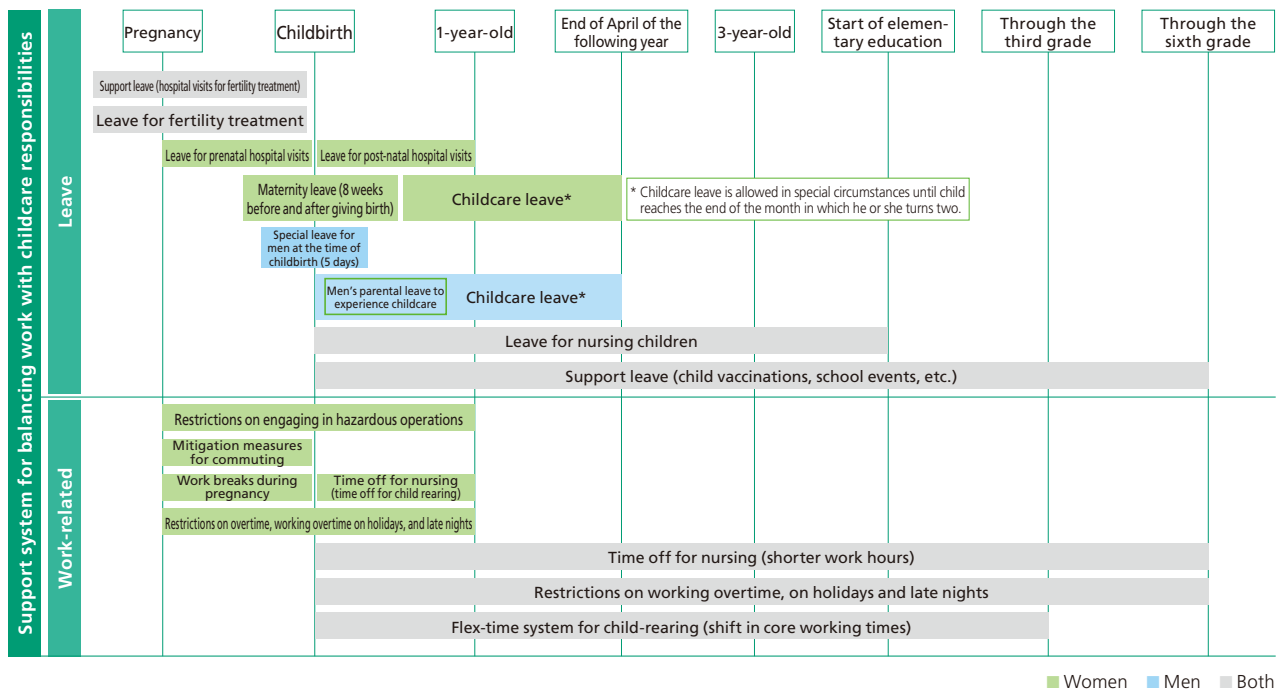 Support system for balancing work with childcare responsibilities
Pregnancy
Childbirth
1-year-old
End of April of the
following year
3-year-old
Start of elemen-
tary education
Through the
third grade
Through the
sixth grade
Leave
Support leave (hospital visits for fertility treatment)
Leave for fertility treatment
Leave for prenatal hospital visits
Leave for post-natal hospital visits
Maternity leave (8 weeks
before and after giving birth)
Childcare leave*
* Childcare leave is allowed in special circumstances until child
reaches the end of the month in which he or she turns two.
Special leave for
men at the time of
childbirth (5 days)
Men's parental leave to
experience childcare
Childcare leave*
Leave for nursing children
Support leave (child vaccinations, school events, etc.)
Work-related
Restrictions on engaging in hazardous operations
Mitigation measures
for commuting
Work breaks during
pregnancy
Time off for nursing
(time off for child rearing)
Restrictions on overtime, working overtime on holidays, and late nights
Time off for nursing (shorter work hours)
Restrictions on working overtime, on holidays and late nights
Flex-time system for child-rearing (shift in core working times)
Women
Men
Both